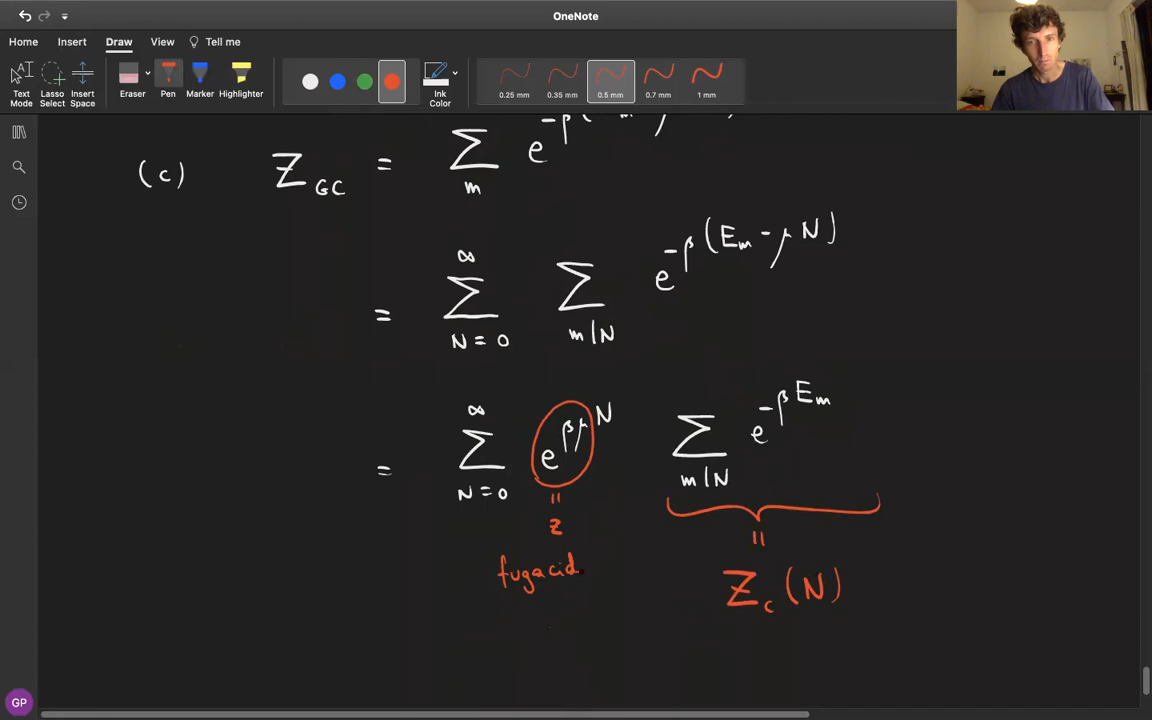 OneNote
Home Insert Draw View Tell me
Text Mode Lasso Select Insert Space Eraser Pen Marker Highlighter Ink Color 0.25 mm 0.35 mm 0.5 mm 0.7 mm 1 mm
(c) Z_GC = Σ_m e^-β(
= Σ_{N=0}^∞ Σ_{m|N} e^{-β(E_m - μN)}
= Σ_{N=0}^∞ e^{βμN} Σ_{m|N} e^{-βE_m}
= z
fugacid
= Z_c(N)
GP